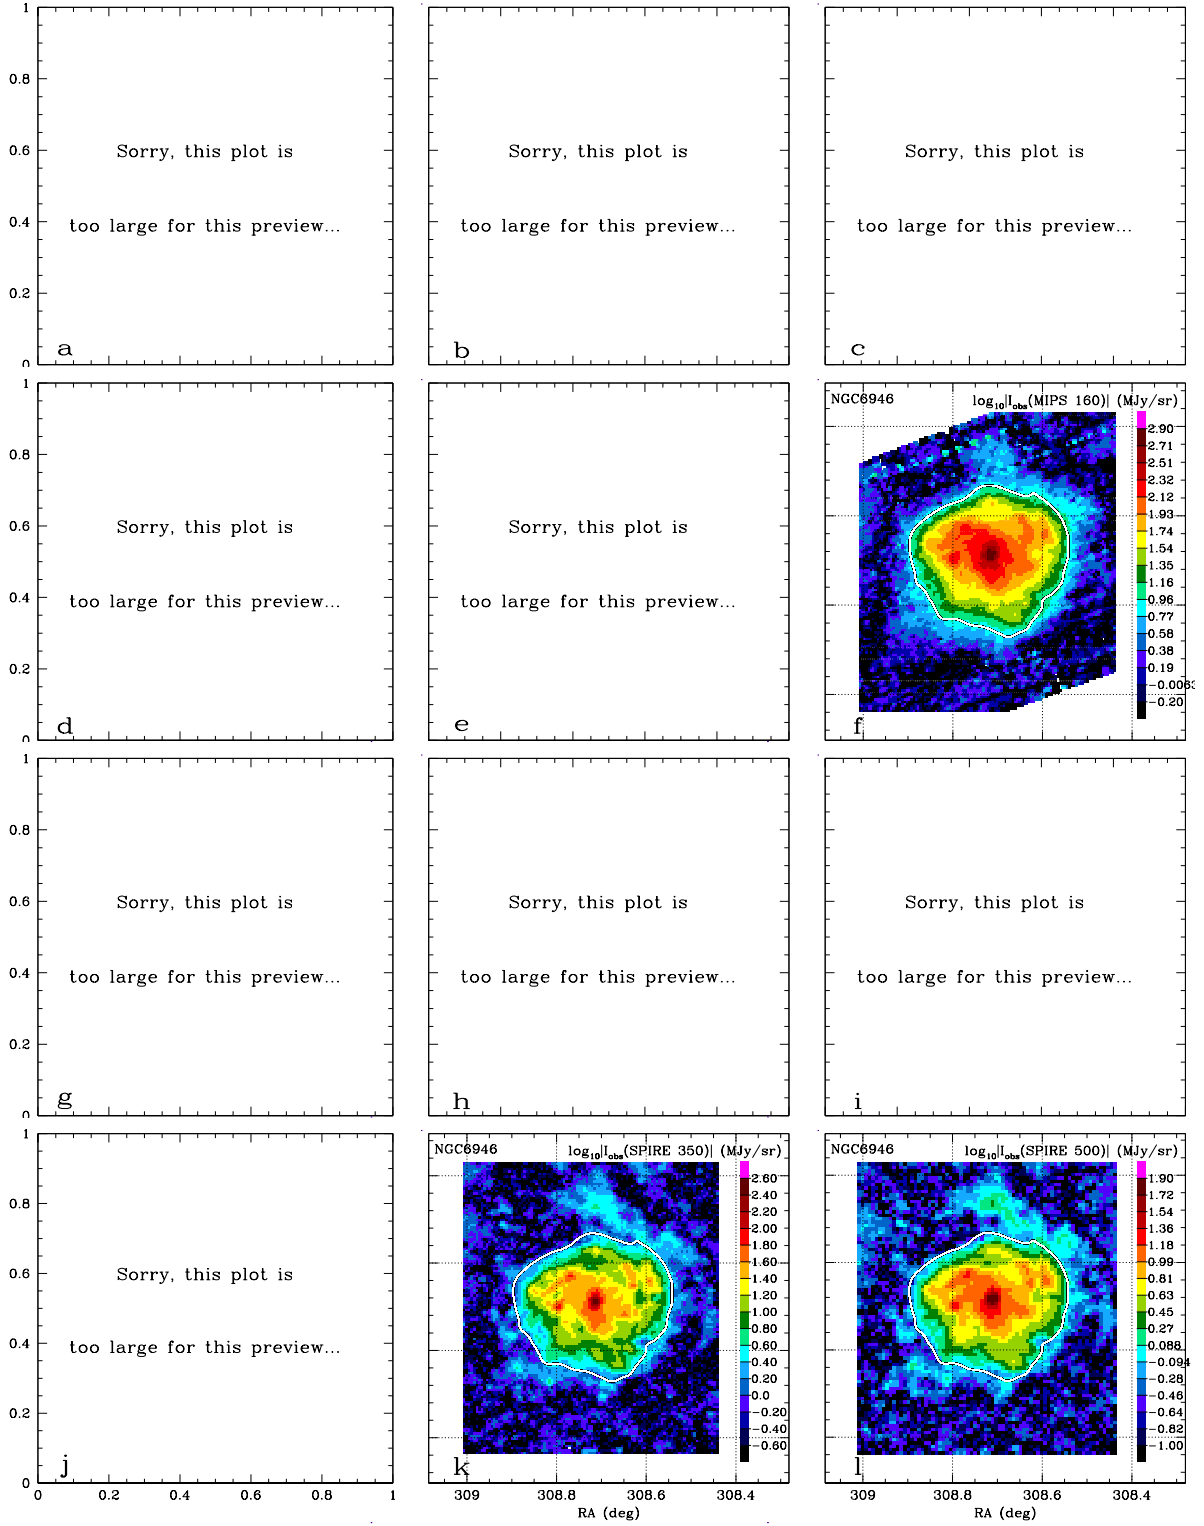 1
0.8
Sorry, this plot is
Sorry, this plot is
Sorry, this plot is
0.6
too large for this preview...
too large for this preview...
too large for this preview...
0.4
0.2
a
b
c
0
1
NGC6946
log10|Iobs(MIPS 160)| (MJy/sr)
2.90
2.71
2.51
2.32
2.12
1.93
1.74
1.54
1.35
1.16
0.96
0.77
0.58
0.38
0.19
−0.0063
−0.20
0.8
Sorry, this plot is
Sorry, this plot is
0.6
too large for this preview...
too large for this preview...
0.4
0.2
d
e
f
0
1
0.8
Sorry, this plot is
Sorry, this plot is
Sorry, this plot is
0.6
too large for this preview...
too large for this preview...
too large for this preview...
0.4
0.2
g
h
i
0
1
0.8
Sorry, this plot is
0.6
too large for this preview...
0.4
0.2
j
0
0
0.2
0.4
0.6
0.8
1
NGC6946
log10|Iobs(SPIRE 350)| (MJy/sr)
2.60
2.40
2.20
2.00
1.80
1.60
1.40
1.20
1.00
0.80
0.60
0.40
0.20
0.0
−0.20
−0.40
−0.60
k
309
308.8
308.6
308.4
RA (deg)
NGC6946
log10|Iobs(SPIRE 500)| (MJy/sr)
1.90
1.72
1.54
1.36
1.18
0.99
0.81
0.63
0.45
0.27
0.088
−0.094
−0.28
−0.46
−0.64
−0.82
−1.00
l
309
308.8
308.6
308.4
RA (deg)